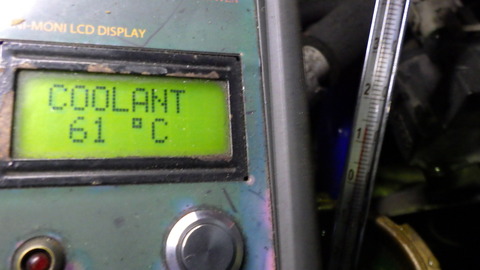 -MONI LCD DISPLAY
COOLANT
61 °C
2
1
0